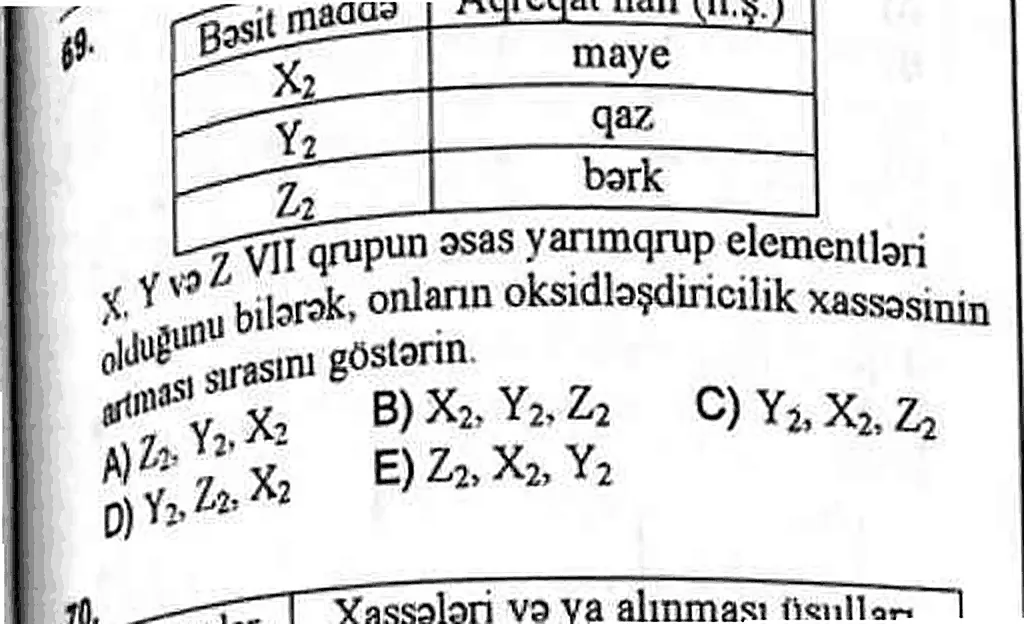 69.
Bəsit maddə Aqreqat halı (n.ş.)
X₂ maye
Y₂ qaz
Z₂ bərk
X, Y və Z VII qrupun əsas yarımqrup elementləri
olduğunu bilərək, onların oksidləşdiricilik xassəsinin
artması sırasını göstərin.
A) Z₂, Y₂, X₂ B) X₂, Y₂, Z₂ C) Y₂, X₂, Z₂
D) Y₂, Z₂, X₂ E) Z₂, X₂, Y₂
70.
Xassələri və ya alınması üsulları